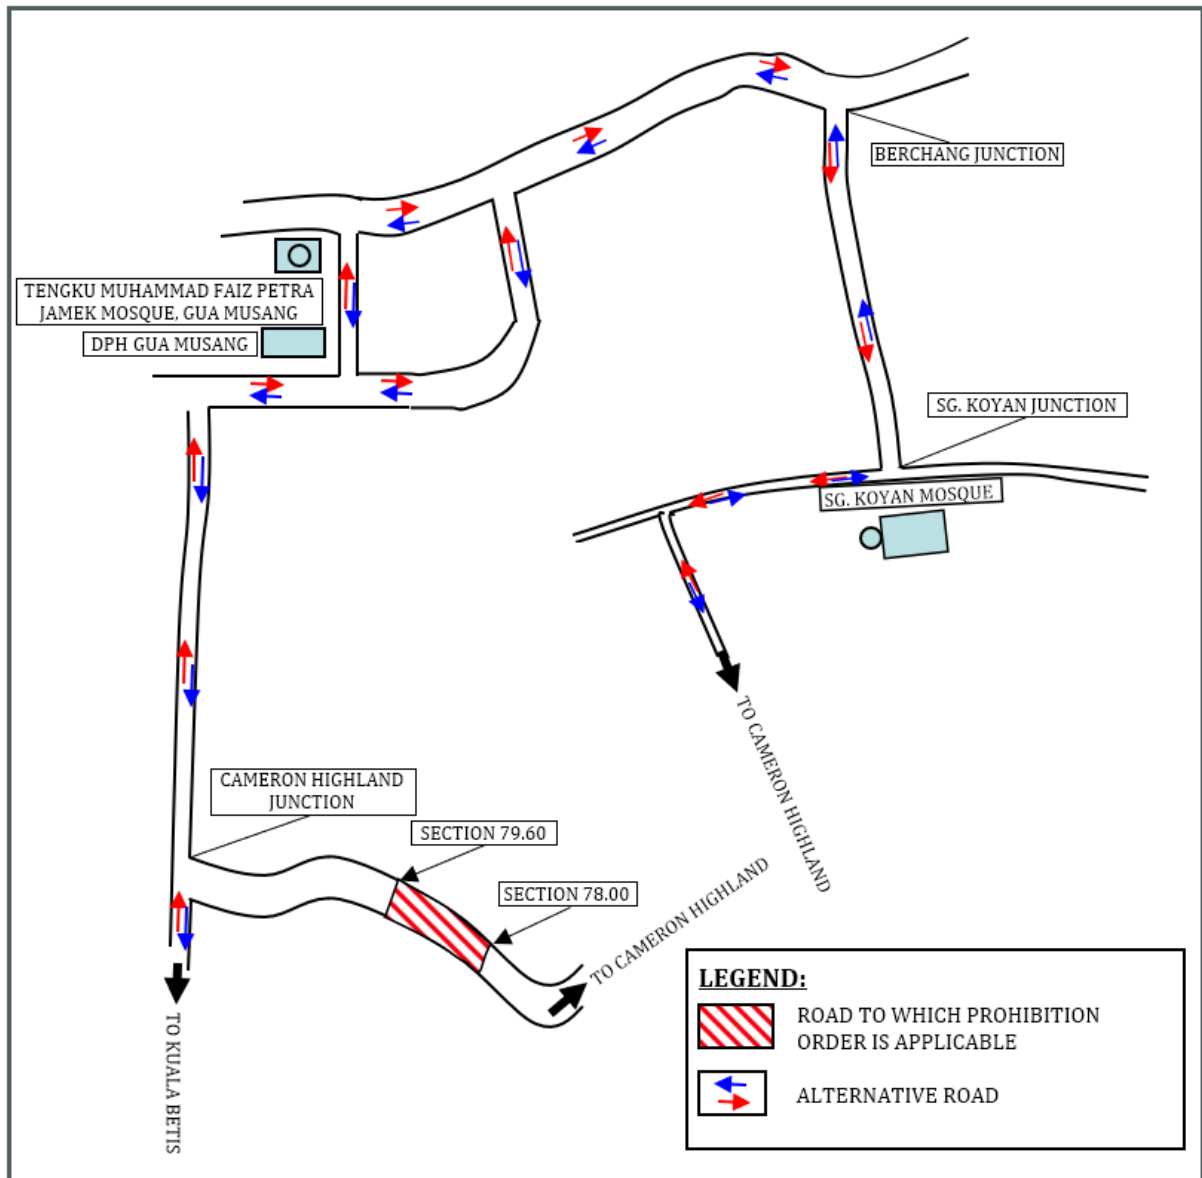 BERCHANG JUNCTION
TENGKU MUHAMMAD FAIZ PETRA
JAMEK MOSQUE, GUA MUSANG
DPH GUA MUSANG
SG. KOYAN JUNCTION
SG. KOYAN MOSQUE
TO CAMERON HIGHLAND
CAMERON HIGHLAND
JUNCTION
SECTION 79.60
SECTION 78.00
TO CAMERON HIGHLAND
TO KUALA BETIS
LEGEND:
ROAD TO WHICH PROHIBITION
ORDER IS APPLICABLE
ALTERNATIVE ROAD